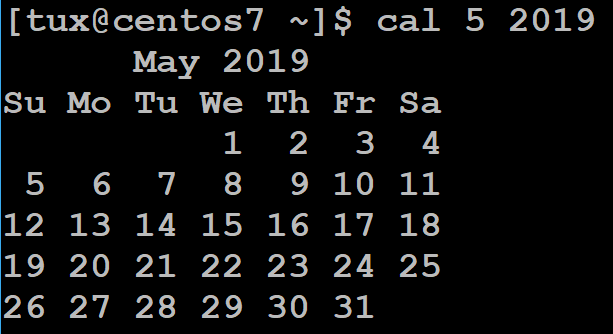 [tux@centos7 ~]$ cal 5 2019
      May 2019
Su Mo Tu We Th Fr Sa
          1  2  3  4
 5  6  7  8  9 10 11
12 13 14 15 16 17 18
19 20 21 22 23 24 25
26 27 28 29 30 31